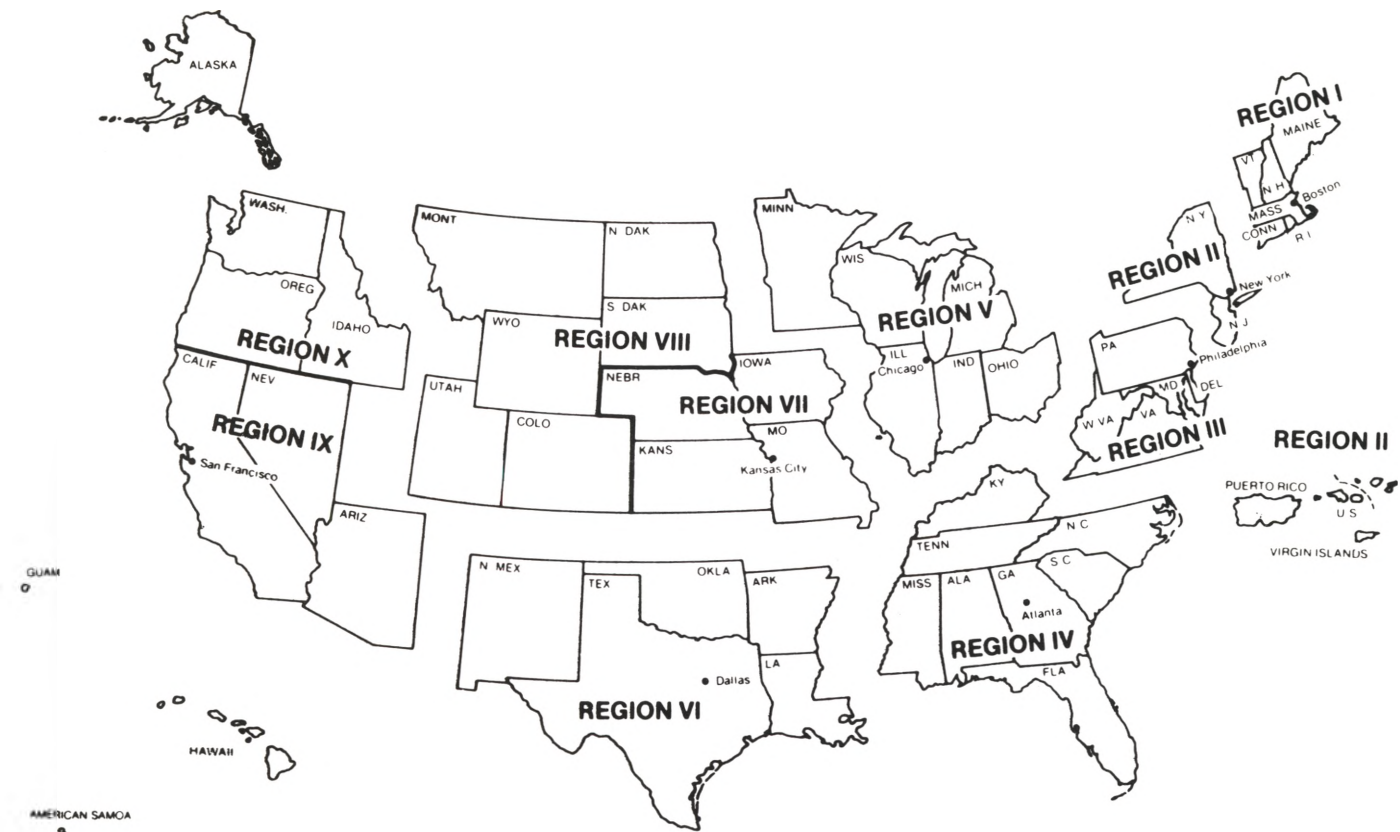 ALASKA
REGION I
MAINE
VT
N H
Boston
MASS
CONN
R I
WASH.
MONT
N DAK
MINN
N Y
REGION II
New York
N J
OREG
IDAHO
REGION X
WYO
S DAK
REGION VIII
WIS
MICH
REGION V
PA
Philadelphia
MD
DEL
CALIF
NEV
UTAH
NEBR
IOWA
ILL
Chicago
IND
OHIO
REGION VII
W VA
VA
REGION III
REGION II
REGION IX
San Francisco
COLO
KANS
MO
Kansas City
KY
PUERTO RICO
U S
VIRGIN ISLANDS
ARIZ
TENN
N C
GUAM
N MEX
TEX
OKLA
ARK
MISS
ALA
GA
S C
Atlanta
REGION IV
LA
FLA
Dallas
REGION VI
HAWAII
AMERICAN SAMOA